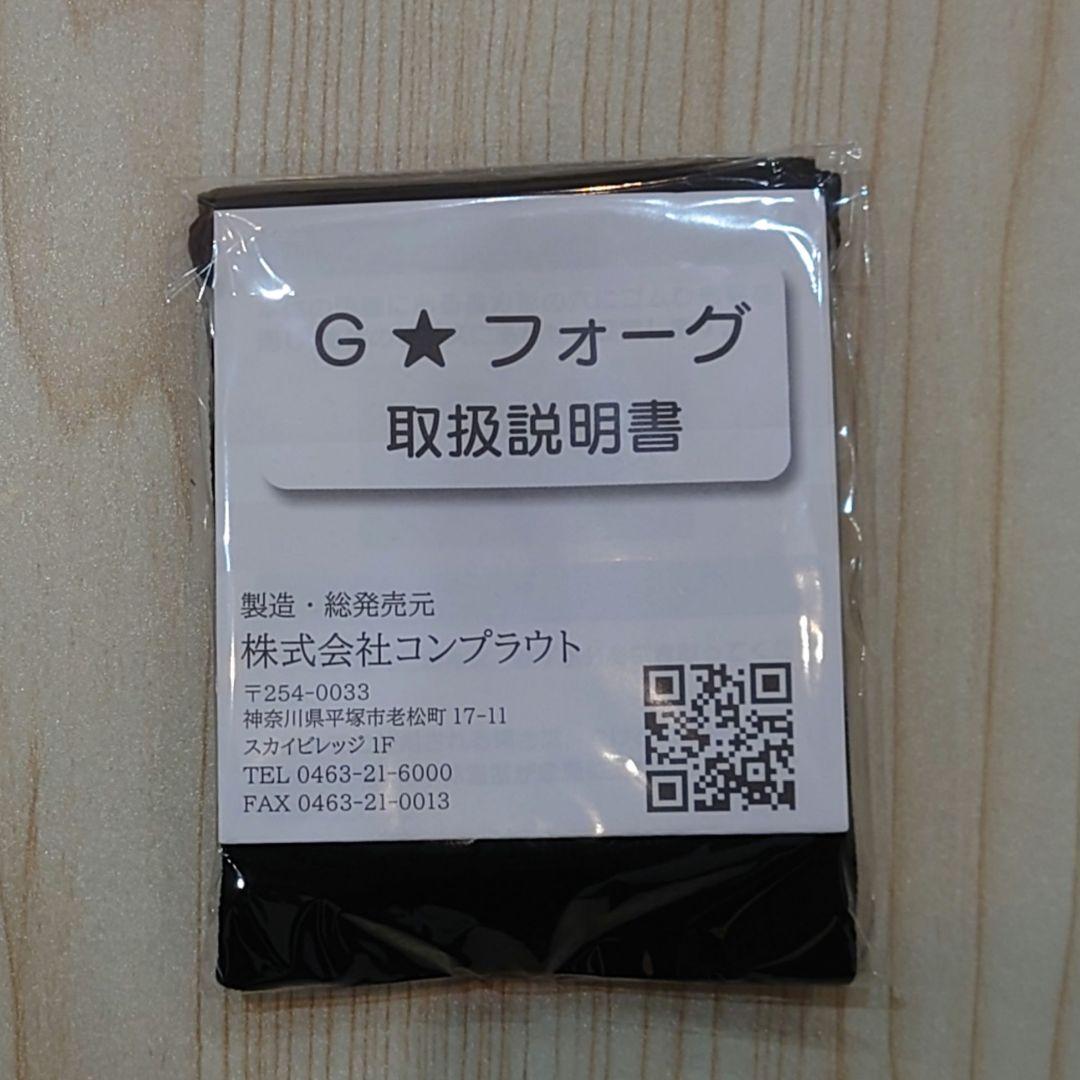 G★フォーグ
取扱説明書
製造・総発売元
株式会社コンプラウト
〒254-0033
神奈川県平塚市老松町 17-11
スカイビレッジ 1F
TEL 0463-21-6000
FAX 0463-21-0013